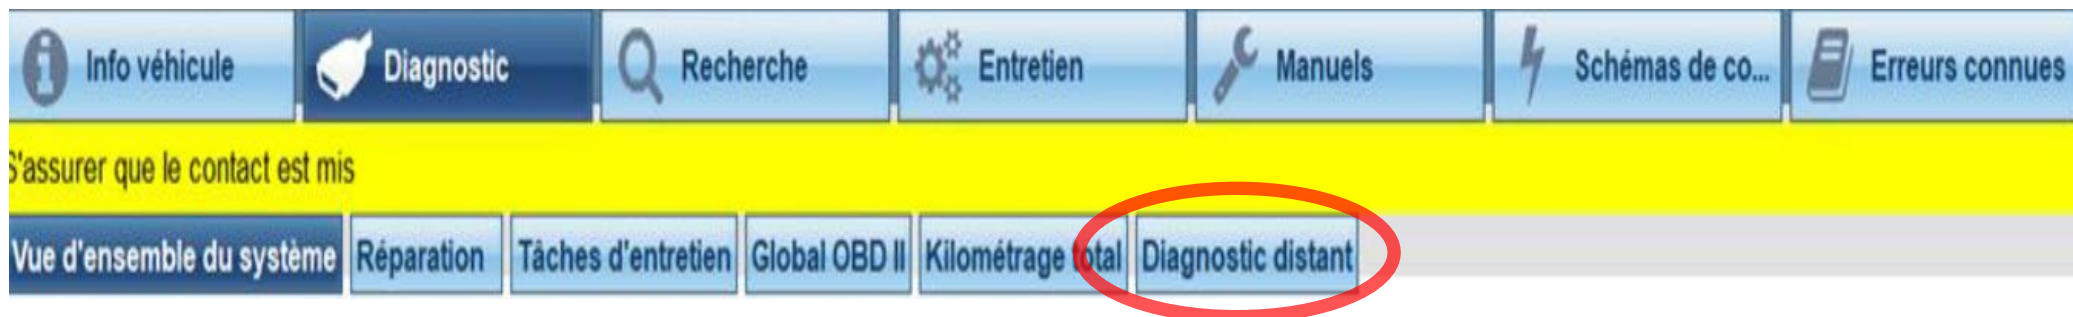 Info véhicule Diagnostic Recherche Entretien Manuels Schémas de co... Erreurs connues
S'assurer que le contact est mis
Vue d'ensemble du système Réparation Tâches d'entretien Global OBD II Kilométrage total Diagnostic distant